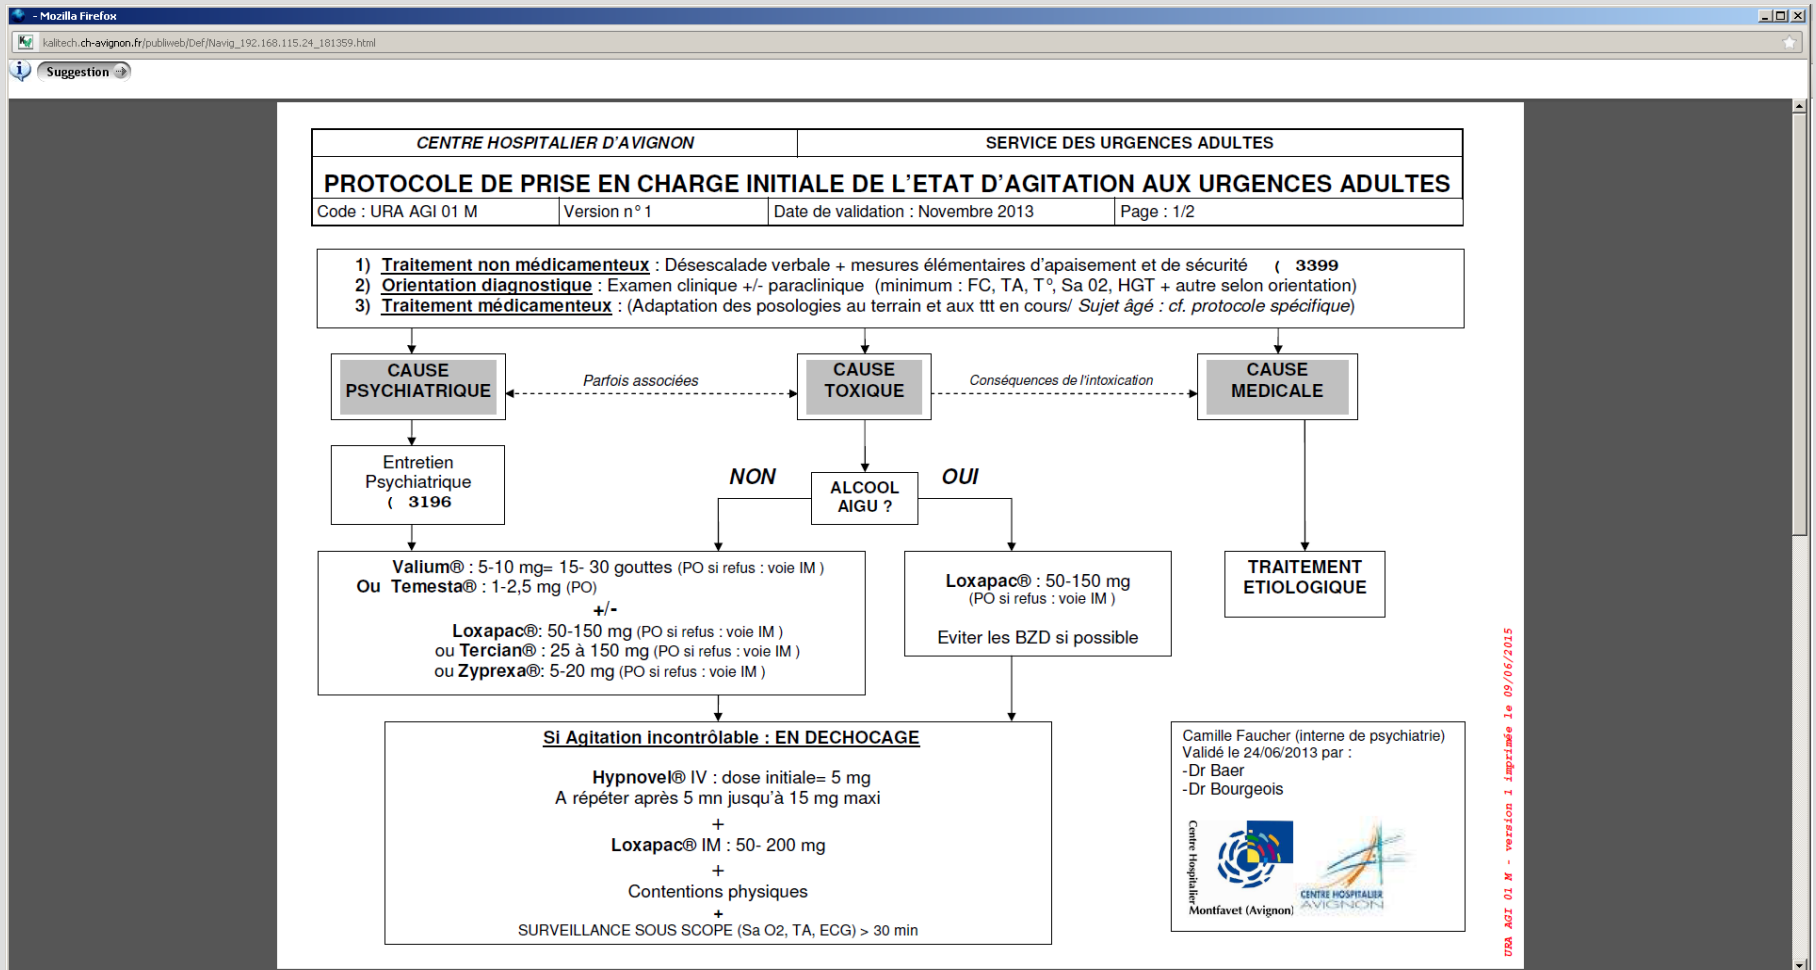 - Mozilla Firefox
kalitech.ch-avignon.fr/publiweb/Def/Navig_192.168.115.24_181359.html
Suggestion
CENTRE HOSPITALIER D'AVIGNON
SERVICE DES URGENCES ADULTES
PROTOCOLE DE PRISE EN CHARGE INITIALE DE L'ETAT D'AGITATION AUX URGENCES ADULTES
Code : URA AGI 01 M
Version n° 1
Date de validation : Novembre 2013
Page : 1/2
1) Traitement non médicamenteux : Désescalade verbale + mesures élémentaires d'apaisement et de sécurité ( 3399
2) Orientation diagnostique : Examen clinique +/- paraclinique (minimum : FC, TA, T°, Sa 02, HGT + autre selon orientation)
3) Traitement médicamenteux : (Adaptation des posologies au terrain et aux ttt en cours/ Sujet âgé : cf. protocole spécifique)
CAUSE
PSYCHIATRIQUE
Parfois associées
CAUSE
TOXIQUE
Conséquences de l'intoxication
CAUSE
MEDICALE
Entretien
Psychiatrique
( 3196
NON
ALCOOL
AIGU ?
OUI
Valium® : 5-10 mg= 15- 30 gouttes (PO si refus : voie IM )
Ou Temesta® : 1-2,5 mg (PO)
+/-
Loxapac®: 50-150 mg (PO si refus : voie IM )
ou Tercian® : 25 à 150 mg (PO si refus : voie IM )
ou Zyprexa®: 5-20 mg (PO si refus : voie IM )
Loxapac® : 50-150 mg
(PO si refus : voie IM )
Eviter les BZD si possible
TRAITEMENT
ETIOLOGIQUE
Si Agitation incontrôlable : EN DECHOCAGE
Hypnovel® IV : dose initiale= 5 mg
A répéter après 5 mn jusqu'à 15 mg maxi
+
Loxapac® IM : 50- 200 mg
+
Contentions physiques
+
SURVEILLANCE SOUS SCOPE (Sa O2, TA, ECG) > 30 min
Camille Faucher (interne de psychiatrie)
Validé le 24/06/2013 par :
-Dr Baer
-Dr Bourgeois
Centre Hospitalier
Montfavet (Avignon)
CENTRE HOSPITALIER
AVIGNON
URA AGI 01 M - version 1 imprimée le 09/06/2015